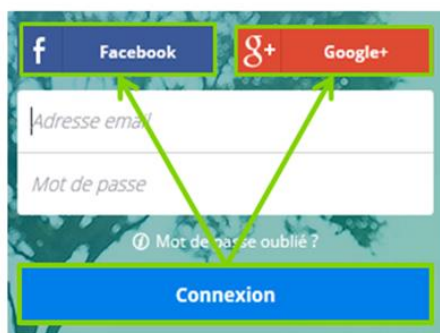 f Facebook g+ Google+
Adresse email
Mot de passe
i Mot de passe oublié ?
Connexion